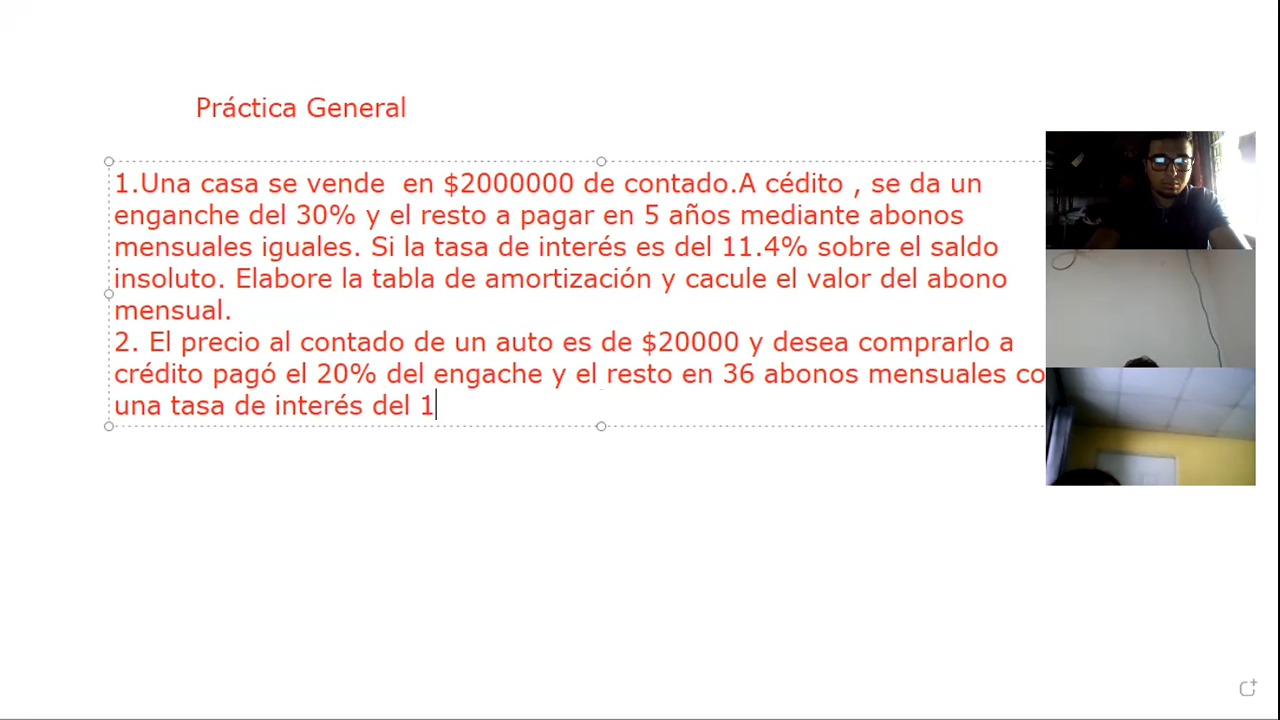 Práctica General
1.Una casa se vende  en $2000000 de contado.A cédito , se da un
enganche del 30% y el resto a pagar en 5 años mediante abonos
mensuales iguales. Si la tasa de interés es del 11.4% sobre el saldo
insoluto. Elabore la tabla de amortización y cacule el valor del abono
mensual.
2. El precio al contado de un auto es de $20000 y desea comprarlo a
crédito pagó el 20% del engache y el resto en 36 abonos mensuales co
una tasa de interés del 1